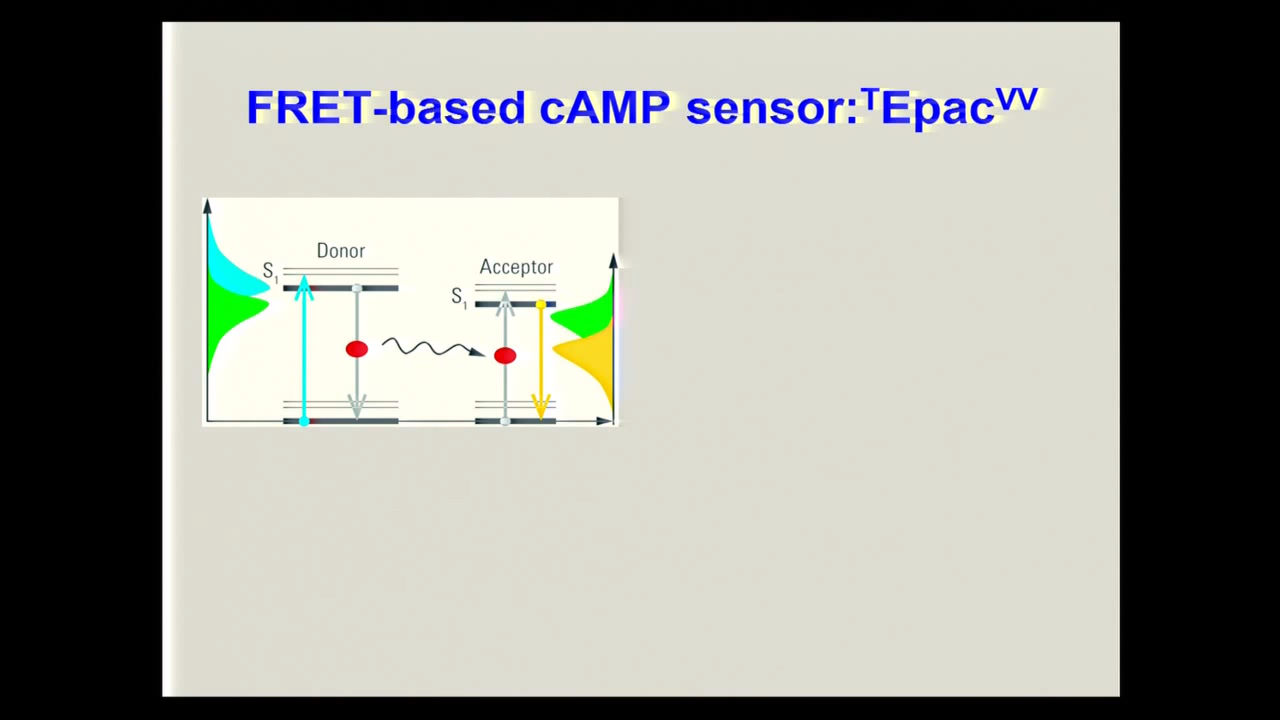 FRET-based cAMP sensor:ᵀEpacⱽⱽ
Donor
S₁
Acceptor
S₁